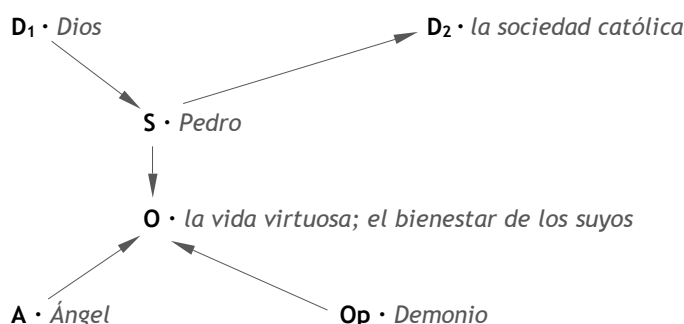 D₁ · Dios
D₂ · la sociedad católica
S · Pedro
O · la vida virtuosa; el bienestar de los suyos
A · Ángel
Op · Demonio